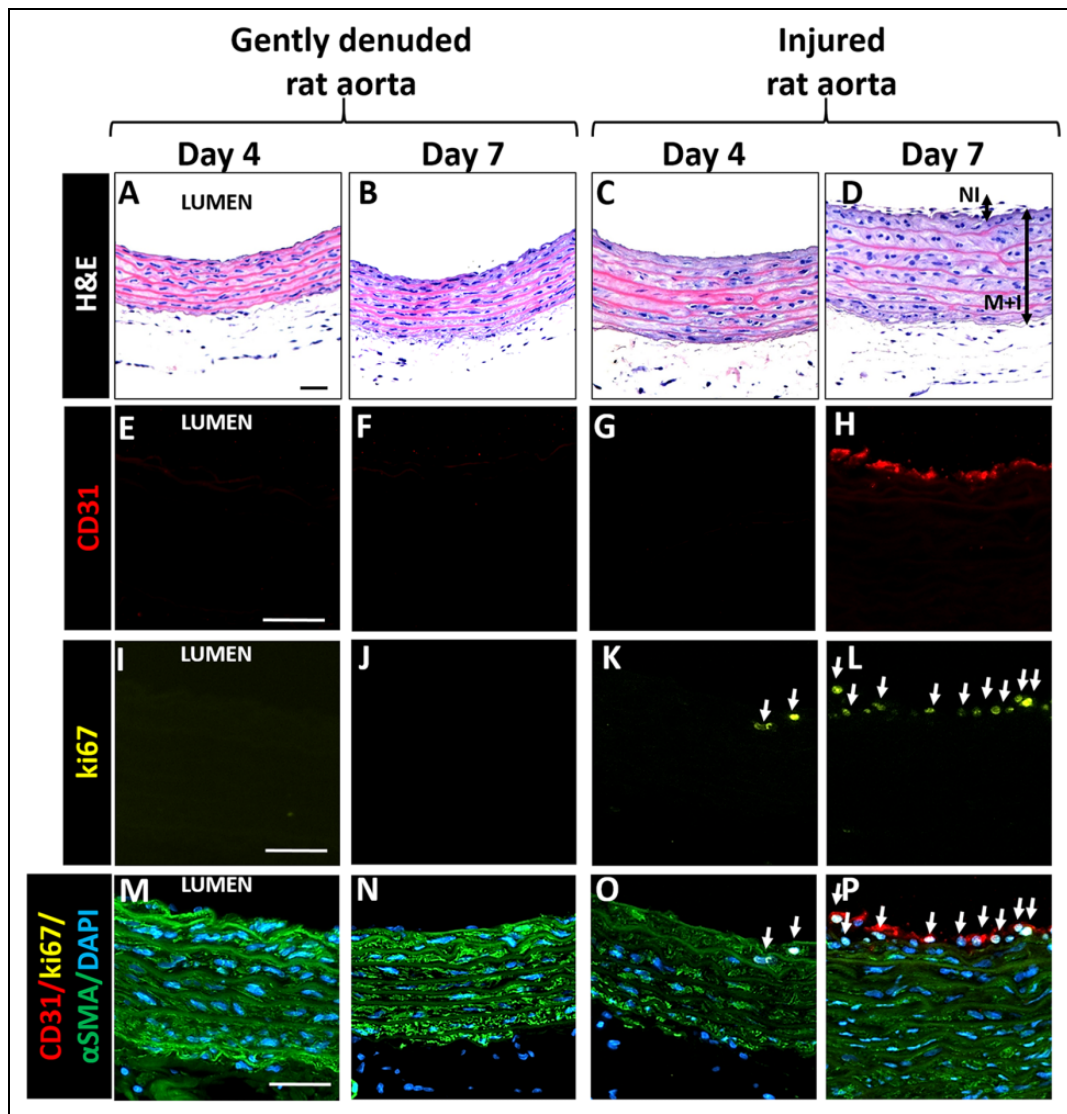 Gently denuded
rat aorta
Injured
rat aorta
Day 4
Day 7
Day 4
Day 7
H&E
A
LUMEN
B
C
D
NI
M+I
CD31
E
LUMEN
F
G
H
ki67
I
LUMEN
J
K
L
CD31/ki67/
αSMA/DAPI
M
LUMEN
N
O
P